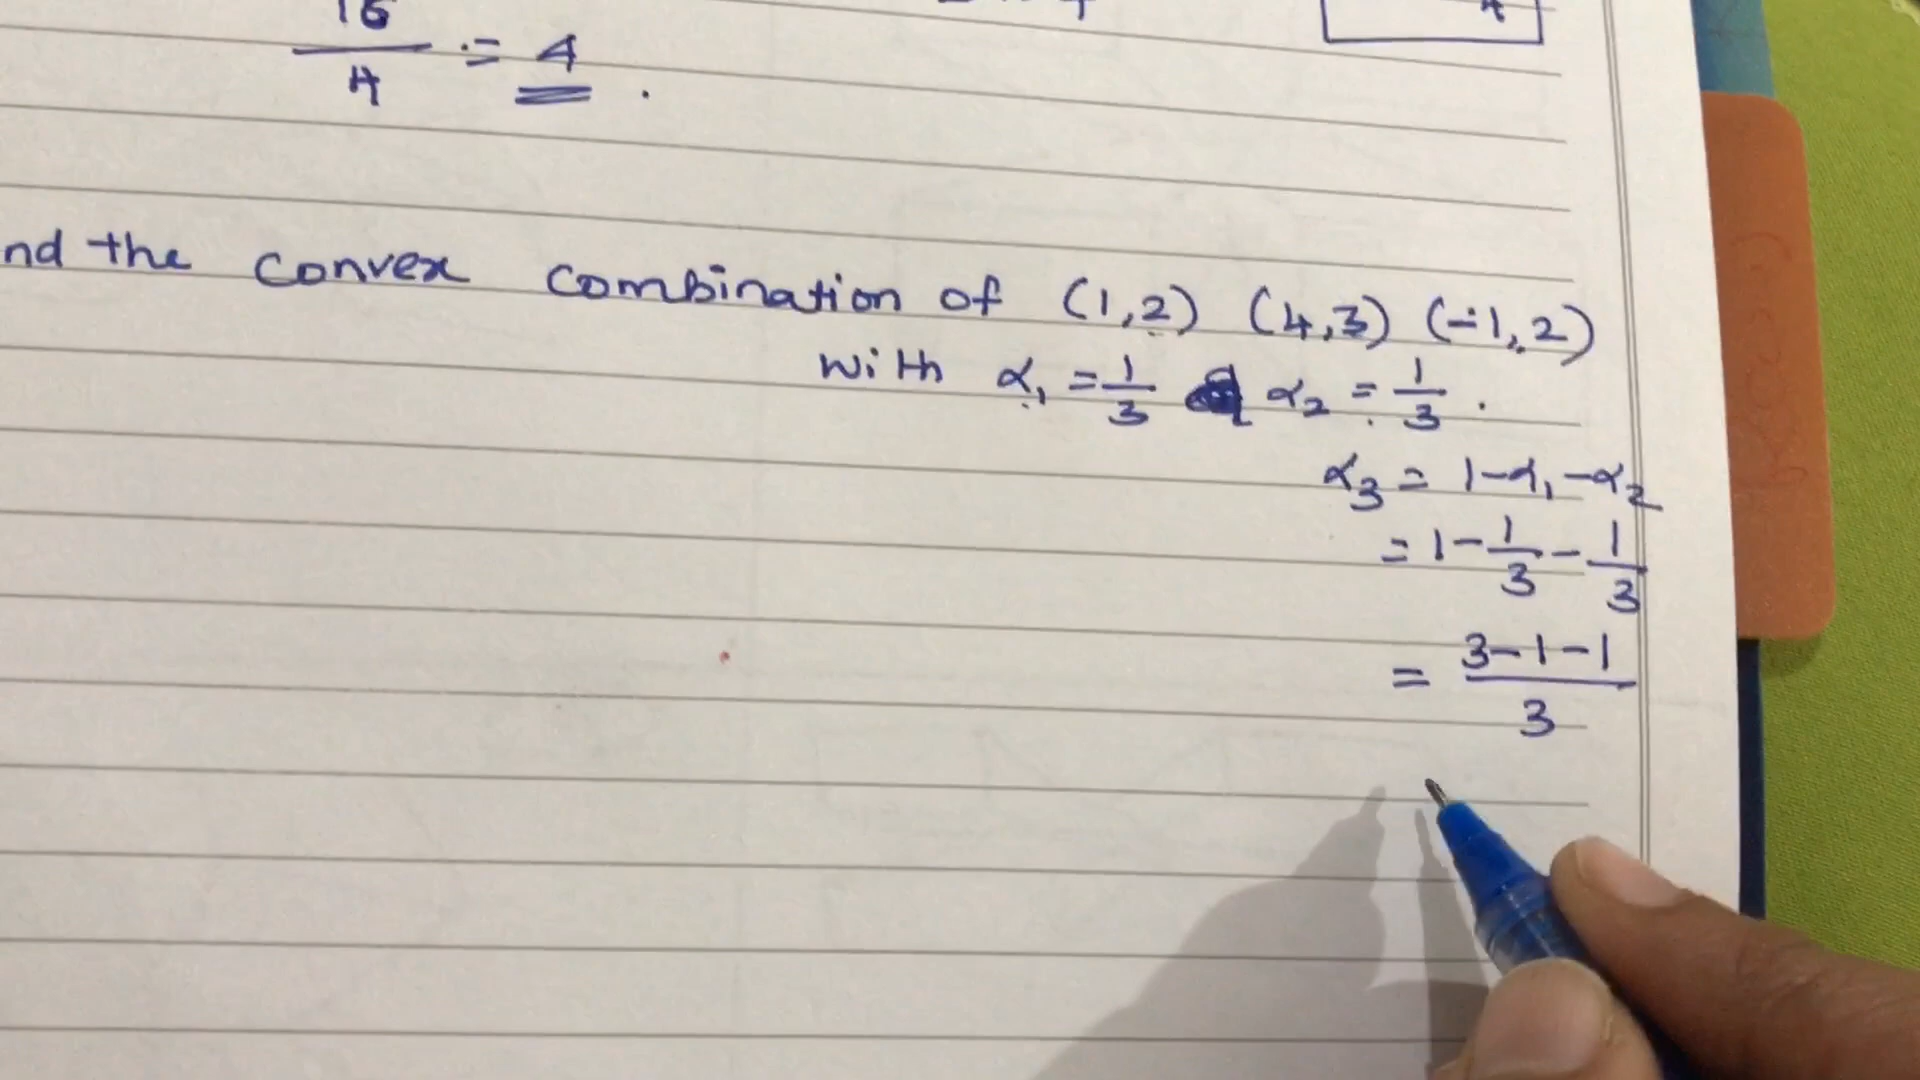 16
4 = 4 .
nd the convex combination of (1,2) (4,3) (-1,2)
with α₁ = 1/3 α₂ = 1/3 .
α₃ = 1-α₁-α₂
= 1 - 1/3 - 1/3
= 3-1-1
3